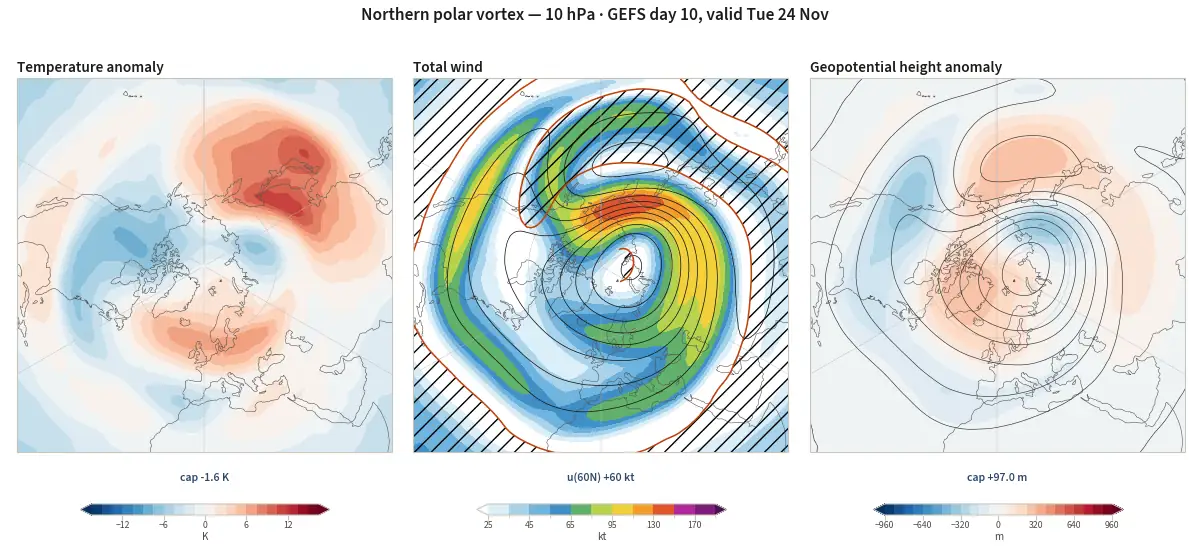 Northern polar vortex — 10 hPa · GEFS day 10, valid Tue 24 Nov
Temperature anomaly
Total wind
Geopotential height anomaly
cap -1.6 K
u(60N) +60 kt
cap +97.0 m
−12 −6 0 6 12
K
25 45 65 95 130 170
kt
−960 −640 −320 0 320 640 960
m